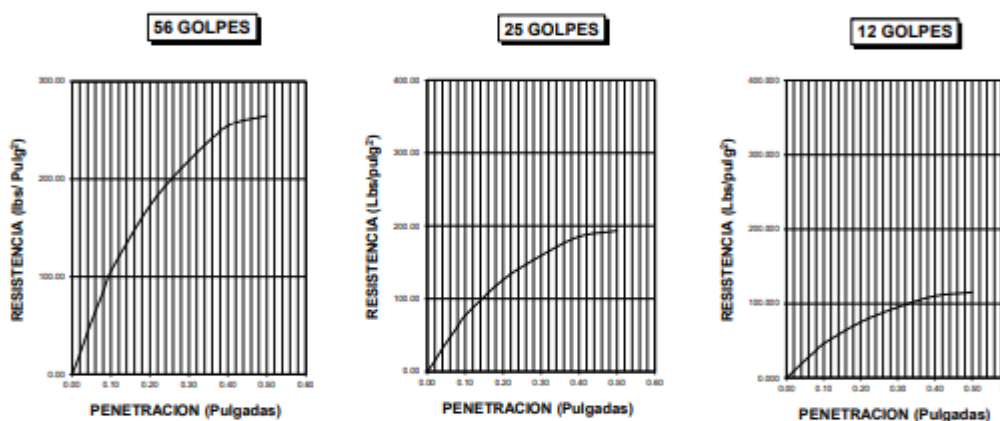 56 GOLPES
300.00
200.00
100.00
0.00
0.00 0.10 0.20 0.30 0.40 0.50 0.60
RESISTENCIA (lbs/ Pulg²)
PENETRACION (Pulgadas)
25 GOLPES
400.00
300.00
200.00
100.00
0.00
0.00 0.10 0.20 0.30 0.40 0.50 0.60
RESISTENCIA (Lbs/pulg²)
PENETRACION (Pulgadas)
12 GOLPES
400.000
300.000
200.000
100.000
0.000
0.00 0.10 0.20 0.30 0.40 0.50
RESISTENCIA (Lbs/pulg²)
PENETRACION (Pulgadas)